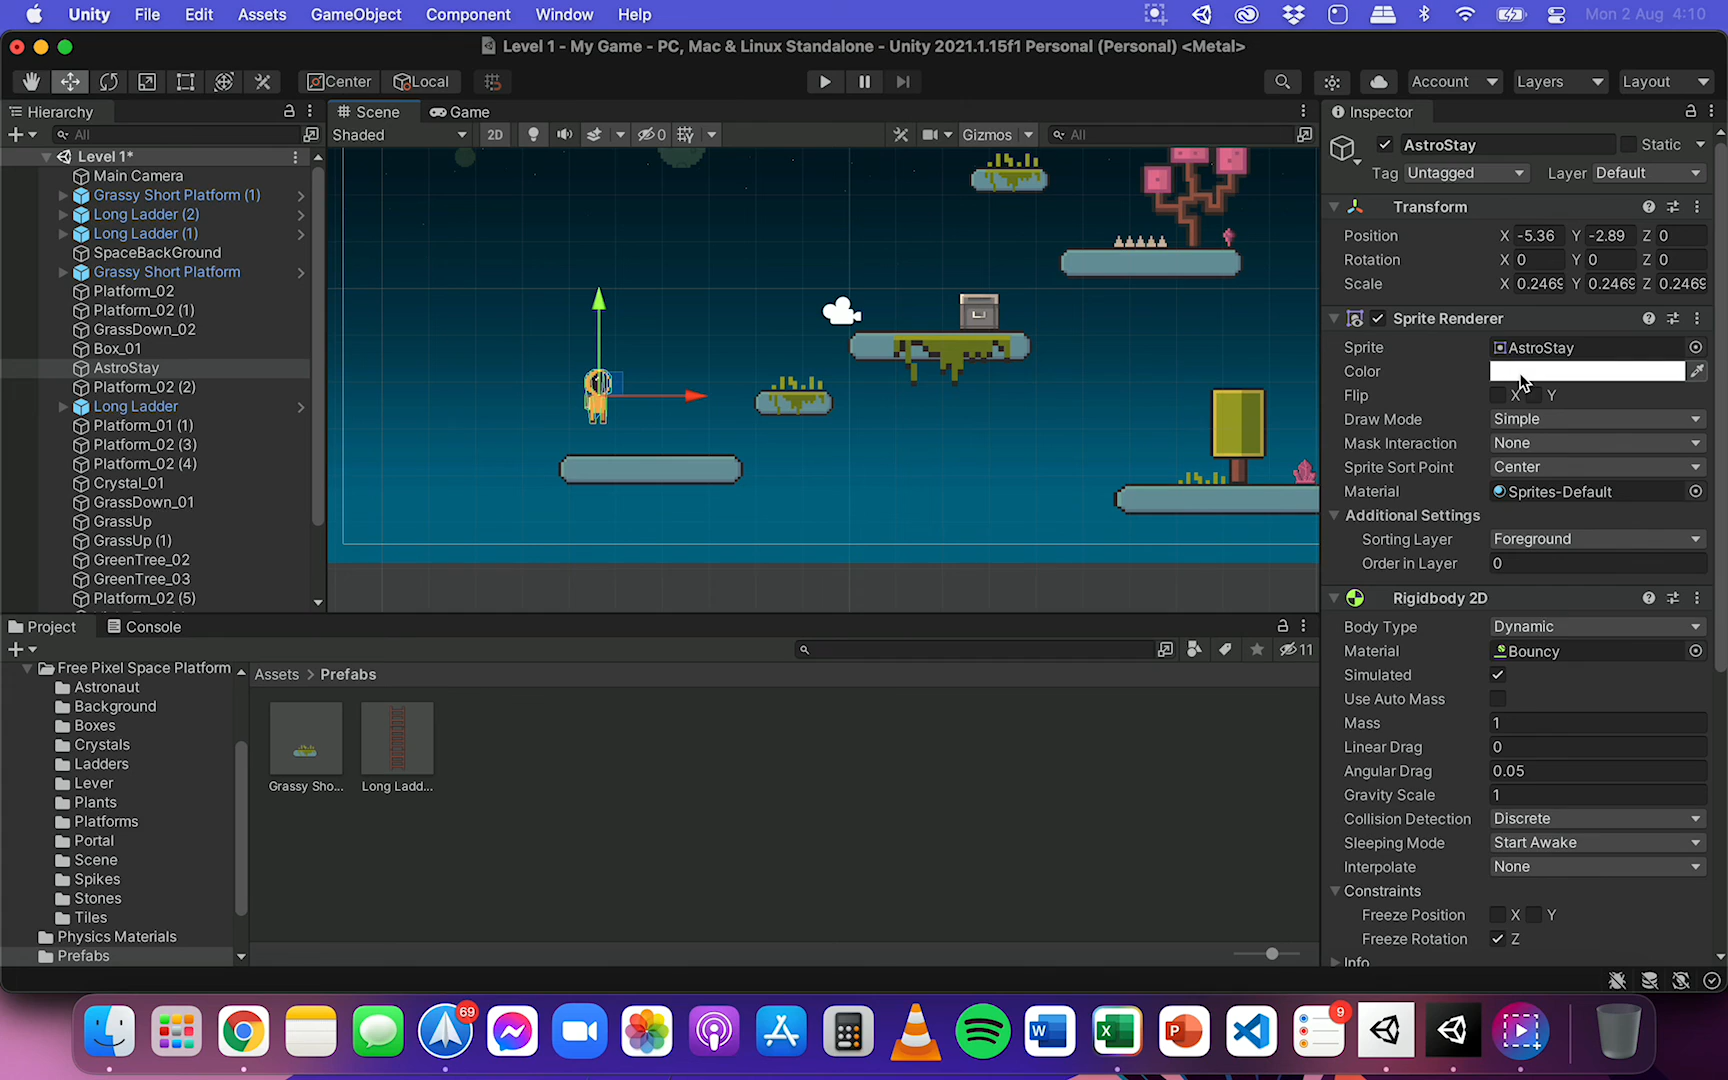 Unity File Edit Assets GameObject Component Window Help Mon 2 Aug 4:10
Level 1 - My Game - PC, Mac & Linux Standalone - Unity 2021.1.15f1 Personal (Personal) <Metal>
Center Local Account Layers Layout
Hierarchy
All
Level 1*
Main Camera
Grassy Short Platform (1)
Long Ladder (2)
Long Ladder (1)
SpaceBackGround
Grassy Short Platform
Platform_02
Platform_02 (1)
GrassDown_02
Box_01
AstroStay
Platform_02 (2)
Long Ladder
Platform_01 (1)
Platform_02 (3)
Platform_02 (4)
Crystal_01
GrassDown_01
GrassUp
GrassUp (1)
GreenTree_02
GreenTree_03
Platform_02 (5)
Scene Game
Shaded 2D 0 Gizmos All
Inspector
AstroStay Static
Tag Untagged Layer Default
Transform
Position X -5.36 Y -2.89 Z 0
Rotation X 0 Y 0 Z 0
Scale X 0.2469 Y 0.2469 Z 0.2469
Sprite Renderer
Sprite AstroStay
Color
Flip X Y
Draw Mode Simple
Mask Interaction None
Sprite Sort Point Center
Material Sprites-Default
Additional Settings
Sorting Layer Foreground
Order in Layer 0
Rigidbody 2D
Body Type Dynamic
Material Bouncy
Simulated
Use Auto Mass
Mass 1
Linear Drag 0
Angular Drag 0.05
Gravity Scale 1
Collision Detection Discrete
Sleeping Mode Start Awake
Interpolate None
Constraints
Freeze Position X Y
Freeze Rotation Z
Info
Project Console
11
Free Pixel Space Platform
Astronaut
Background
Boxes
Crystals
Ladders
Lever
Plants
Platforms
Portal
Scene
Spikes
Stones
Tiles
Physics Materials
Prefabs
Assets > Prefabs
Grassy Sho... Long Ladd...
69 W X P 9